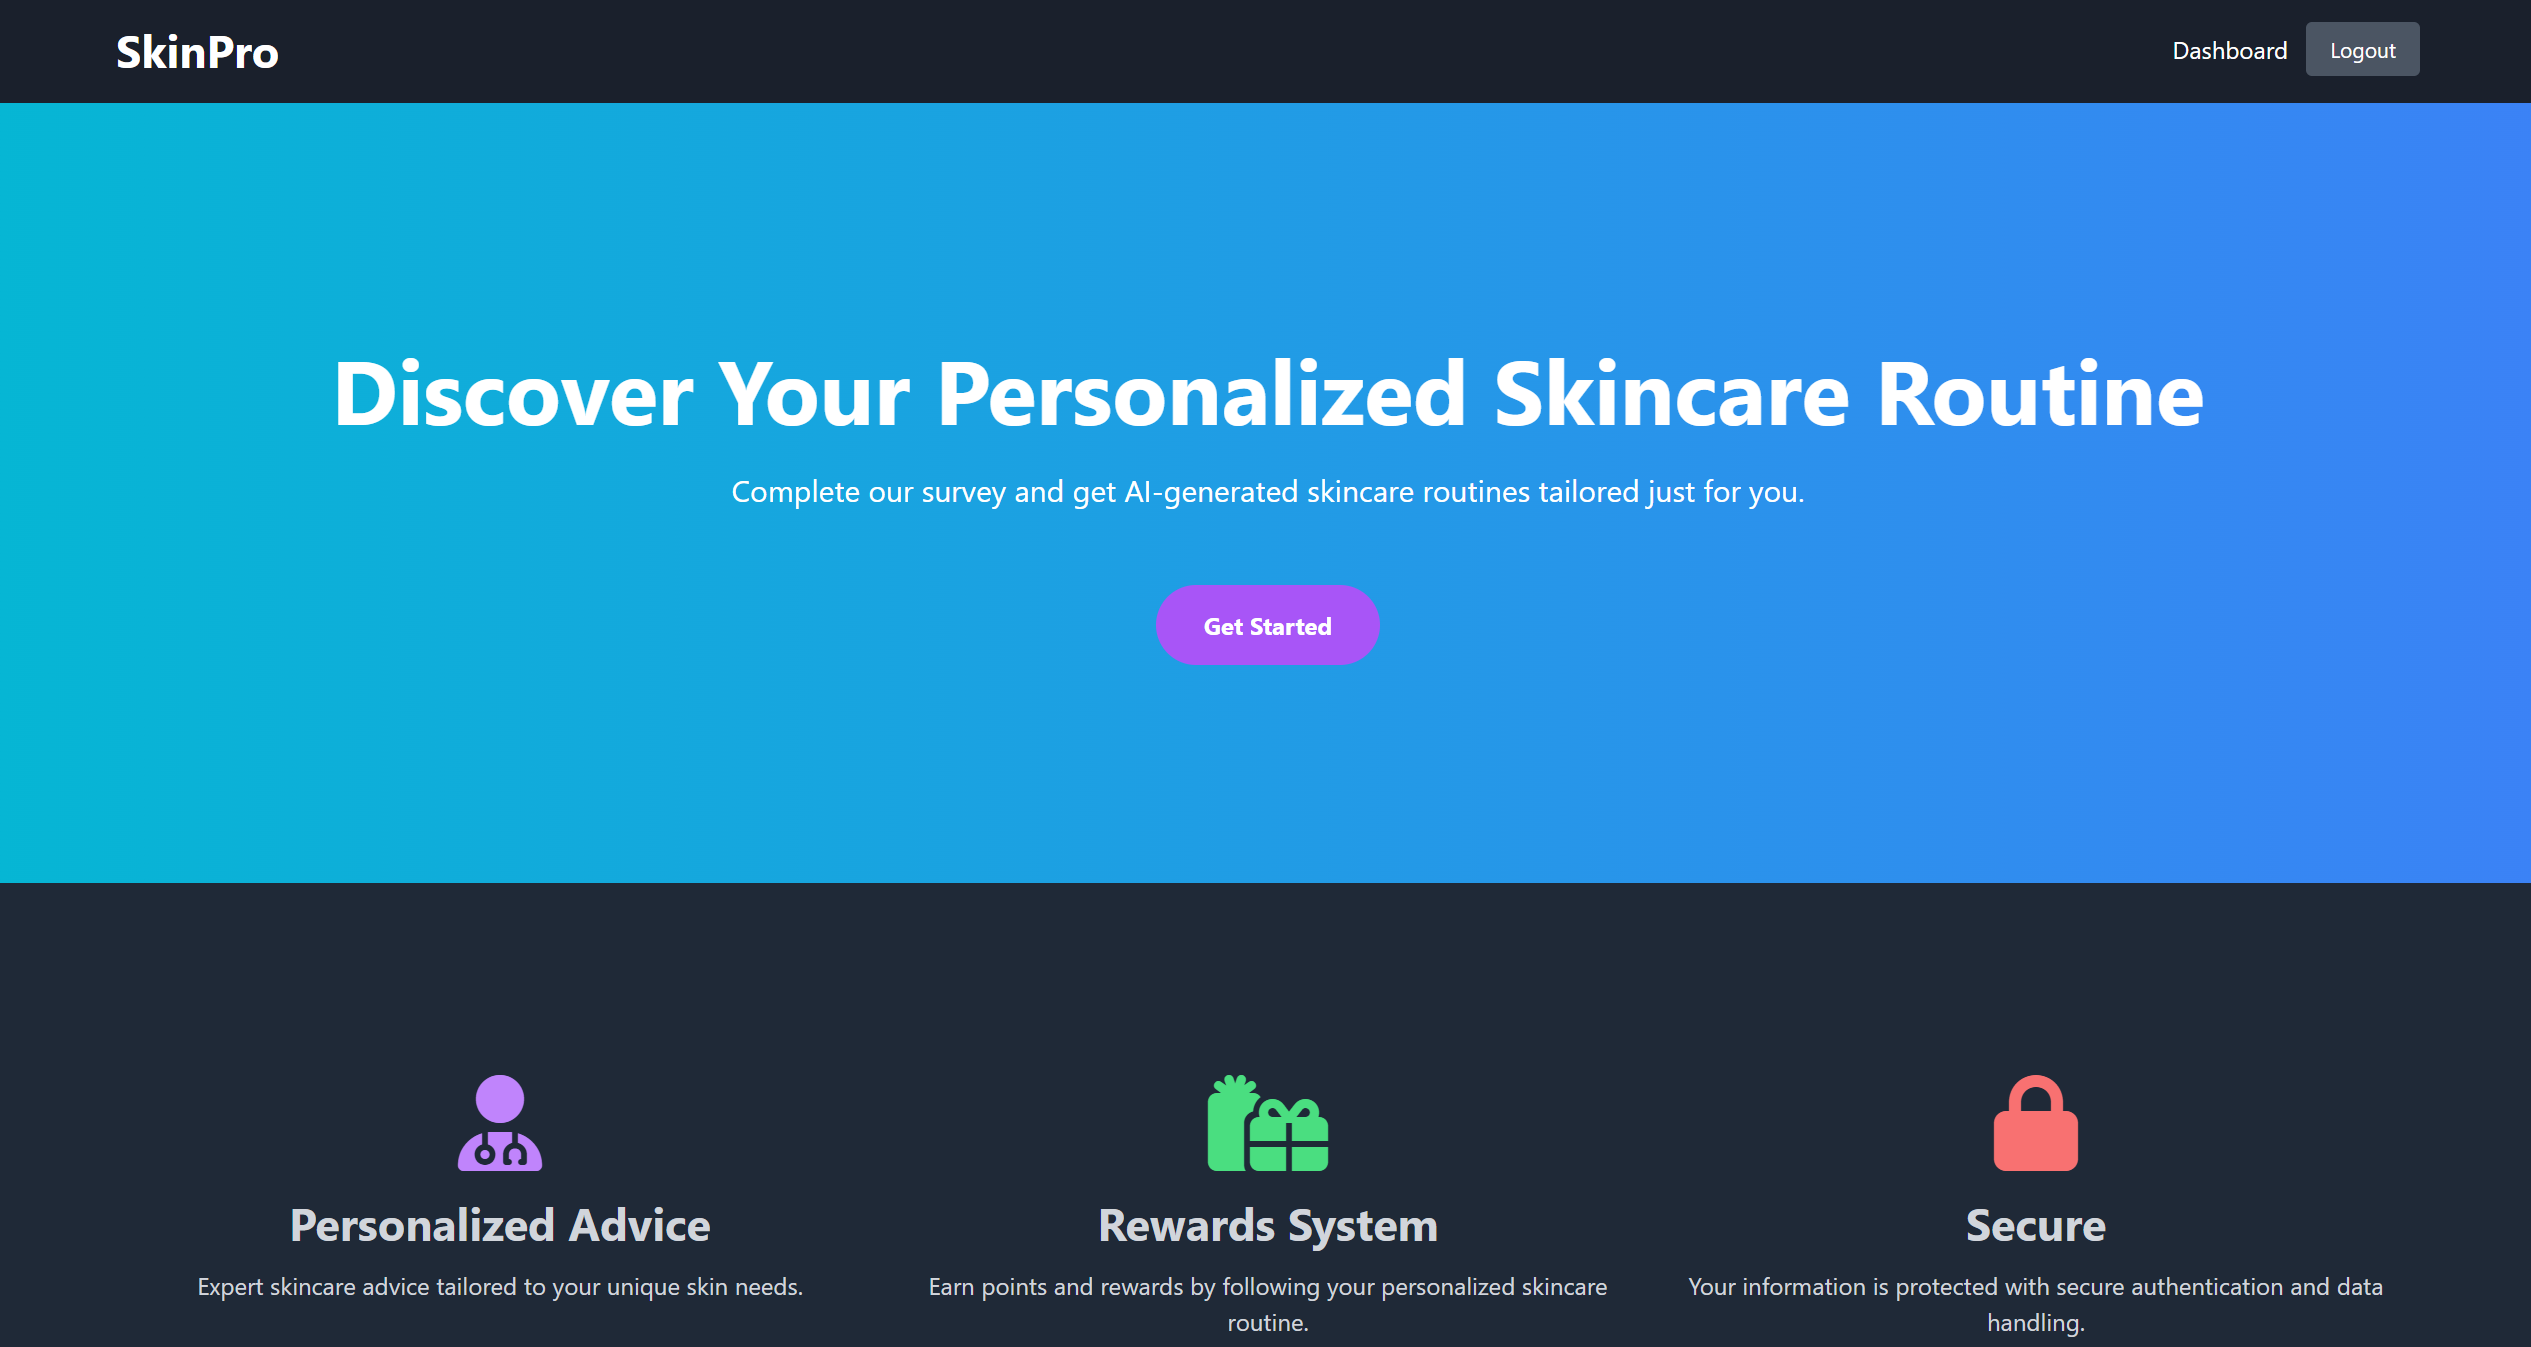 SkinPro
Dashboard
Logout
Discover Your Personalized Skincare Routine
Complete our survey and get AI-generated skincare routines tailored just for you.
Get Started
Personalized Advice
Expert skincare advice tailored to your unique skin needs.
Rewards System
Earn points and rewards by following your personalized skincare
routine.
Secure
Your information is protected with secure authentication and data
handling.